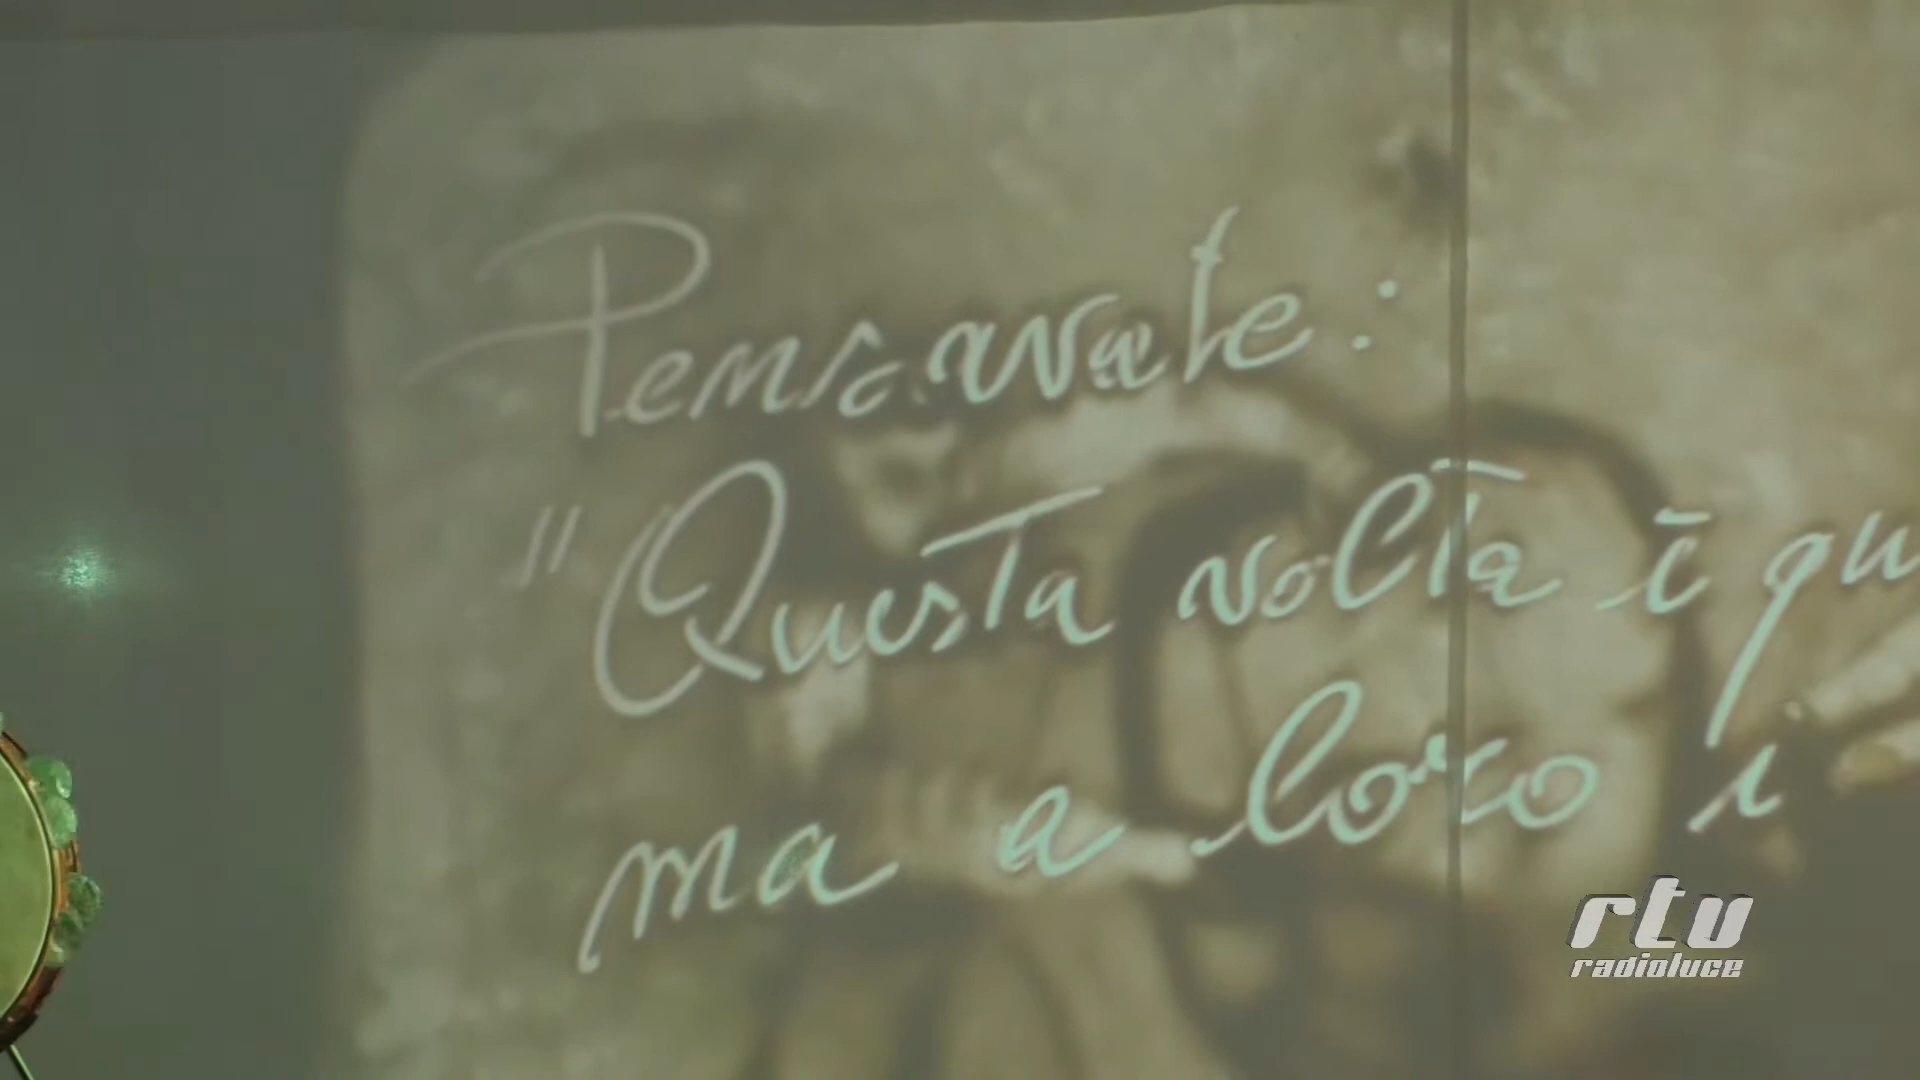 Pensavate:
"Questa volta è qu
ma a loro i
rtv
radioluce